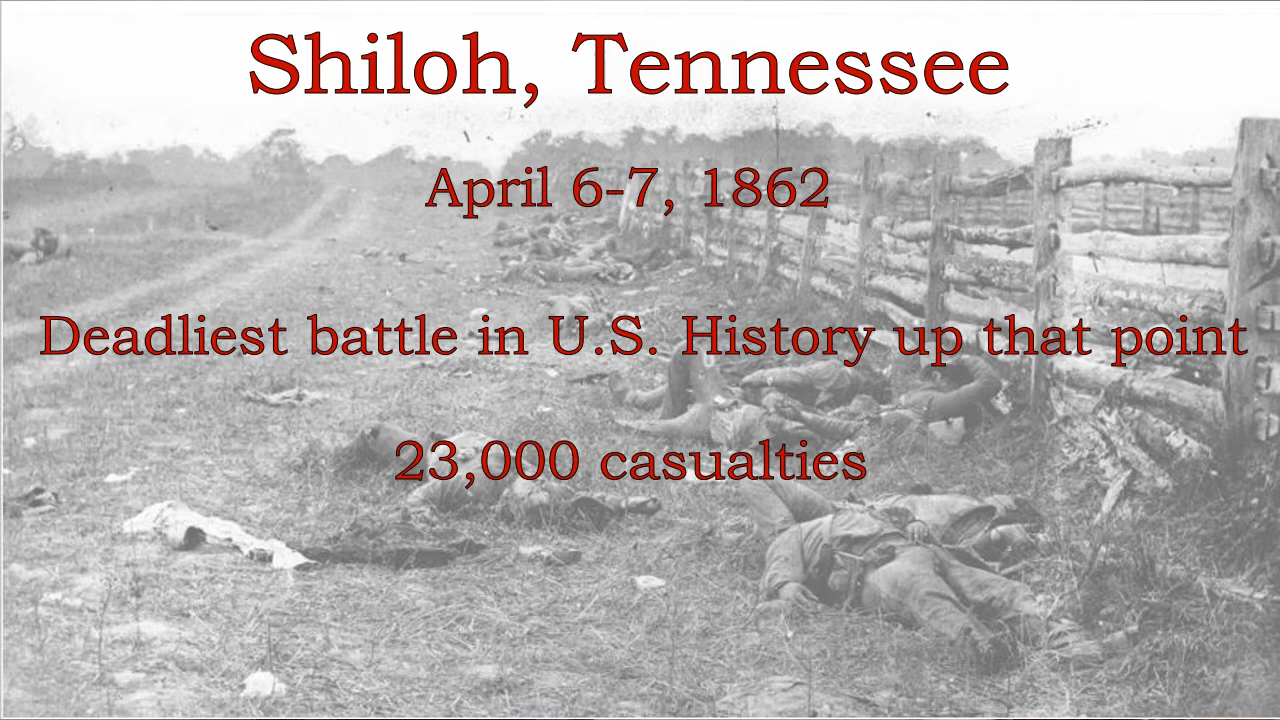 Shiloh, Tennessee
April 6-7, 1862
Deadliest battle in U.S. History up that point
23,000 casualties